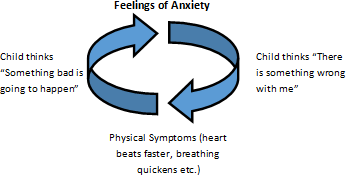 Feelings of Anxiety
Child thinks
“Something bad is
going to happen”
Child thinks “There
is something wrong
with me”
Physical Symptoms (heart
beats faster, breathing
quickens etc.)